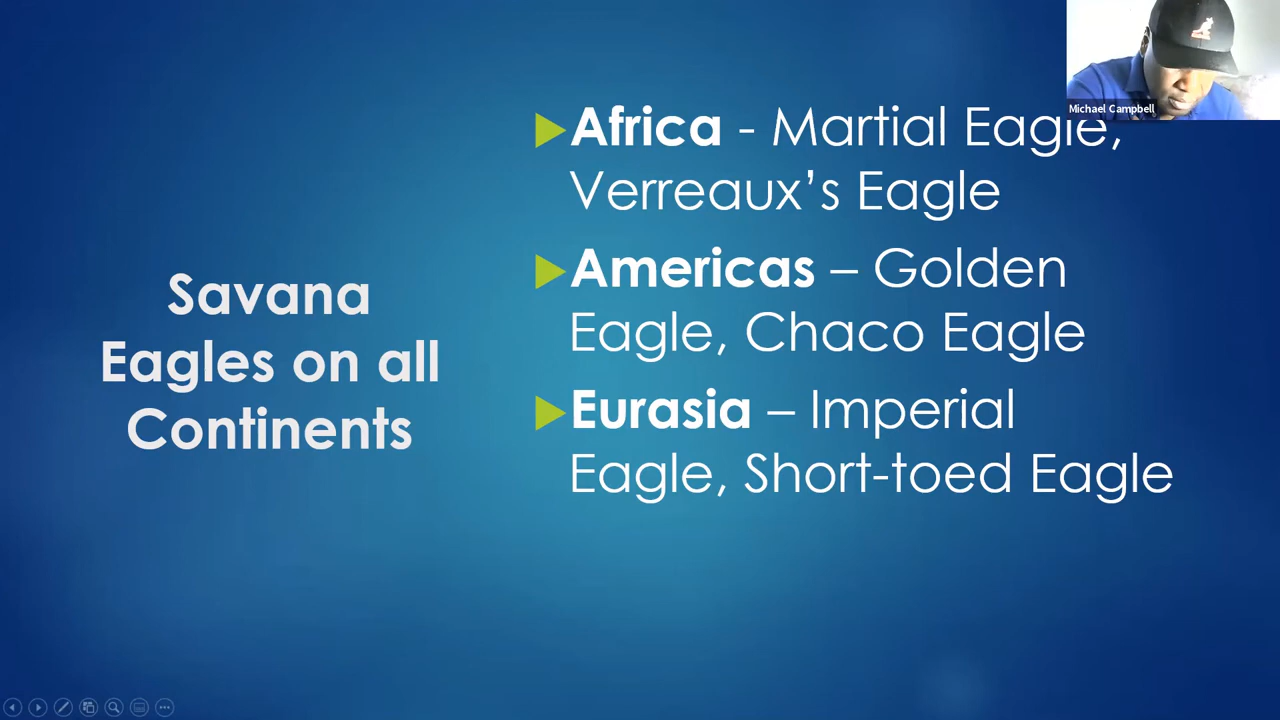 Michael Campbell
Africa - Martial Eagle,
Verreaux’s Eagle
Americas – Golden
Eagle, Chaco Eagle
Eurasia – Imperial
Eagle, Short-toed Eagle
Savana
Eagles on all
Continents